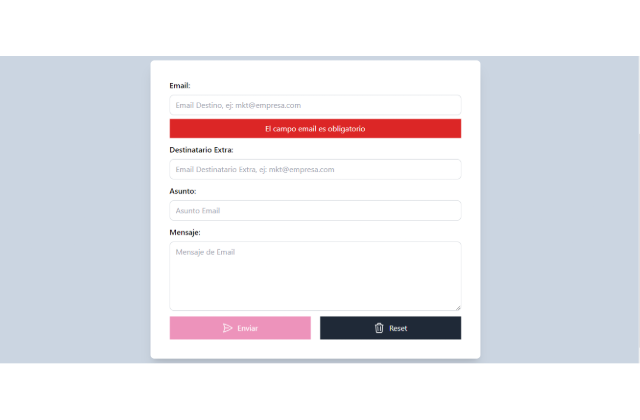 Email:
Email Destino, ej: mkt@empresa.com
El campo email es obligatorio
Destinatario Extra:
Email Destinatario Extra, ej: mkt@empresa.com
Asunto:
Asunto Email
Mensaje:
Mensaje de Email
Enviar
Reset